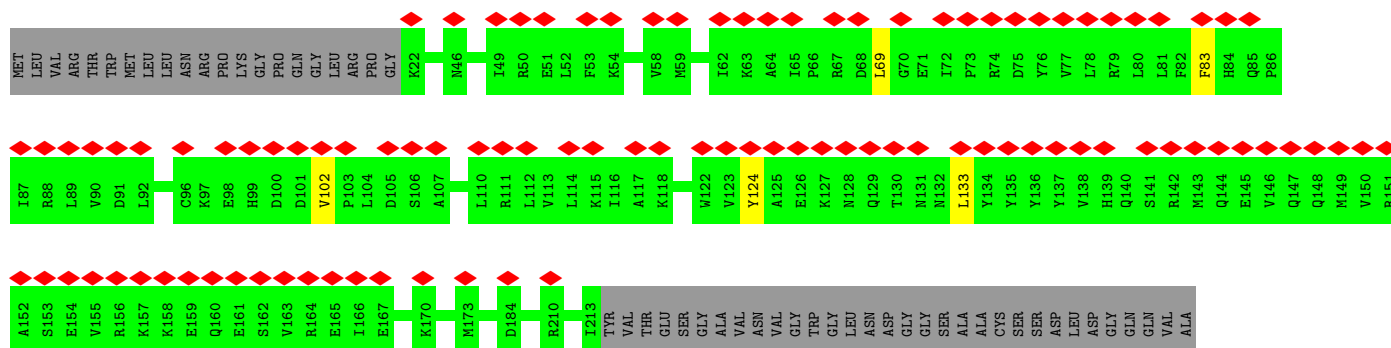 MET LEU VAL ARG THR TRP MET LEU LEU ASN ARG PRO LYS GLY PRO GLN GLY LEU ARG PRO GLY K22 N46 I49 R50 E51 L52 F53 K54 V58 M59 I62 K63 A64 I65 P66 R67 D68 L69 G70 E71 I72 P73 R74 D75 Y76 V77 L78 R79 L80 L81 F82 F83 H84 Q85 P86
I87 R88 L89 V90 D91 L92 C96 K97 E98 H99 D100 D101 V102 P103 L104 D105 S106 A107 L110 R111 L112 V113 L114 K115 I116 A117 K118 W122 V123 Y124 A125 E126 K127 N128 Q129 T130 N131 N132 L133 Y134 Y135 Y136 Y137 V138 H139 Q140 S141 R142 M143 Q144 E145 V146 Q147 Q148 M149 V150 R151
A152 S153 E154 V155 R156 K157 K158 E159 Q160 E161 S162 V163 R164 E165 I166 E167 K170 M173 D184 R210 I213 TYR VAL THR GLU SER GLY ALA VAL ASN VAL GLY TRP GLY LEU ASN ASP GLY GLY SER ALA ALA CYS SER SER ASP LEU ASP GLY GLN GLN VAL ALA